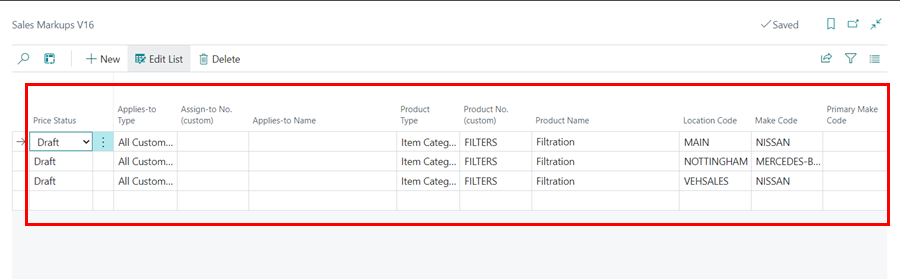 Sales Markups V16
Saved
New Edit List Delete
Price Status Applies-to Type Assign-to No. (custom) Applies-to Name Product Type Product No. (custom) Product Name Location Code Make Code Primary Make Code
Draft All Custom... Item Categ... FILTERS Filtration MAIN NISSAN
Draft All Custom... Item Categ... FILTERS Filtration NOTTINGHAM MERCEDES-B...
Draft All Custom... Item Categ... FILTERS Filtration VEHSALES NISSAN